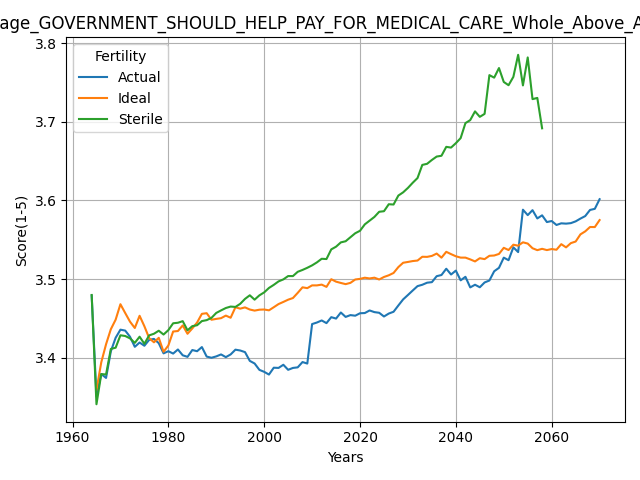 age_GOVERNMENT_SHOULD_HELP_PAY_FOR_MEDICAL_CARE_Whole_Above_A
Fertility
Actual
Ideal
Sterile
3.8
3.7
3.6
3.5
3.4
Score(1-5)
1960 1980 2000 2020 2040 2060
Years